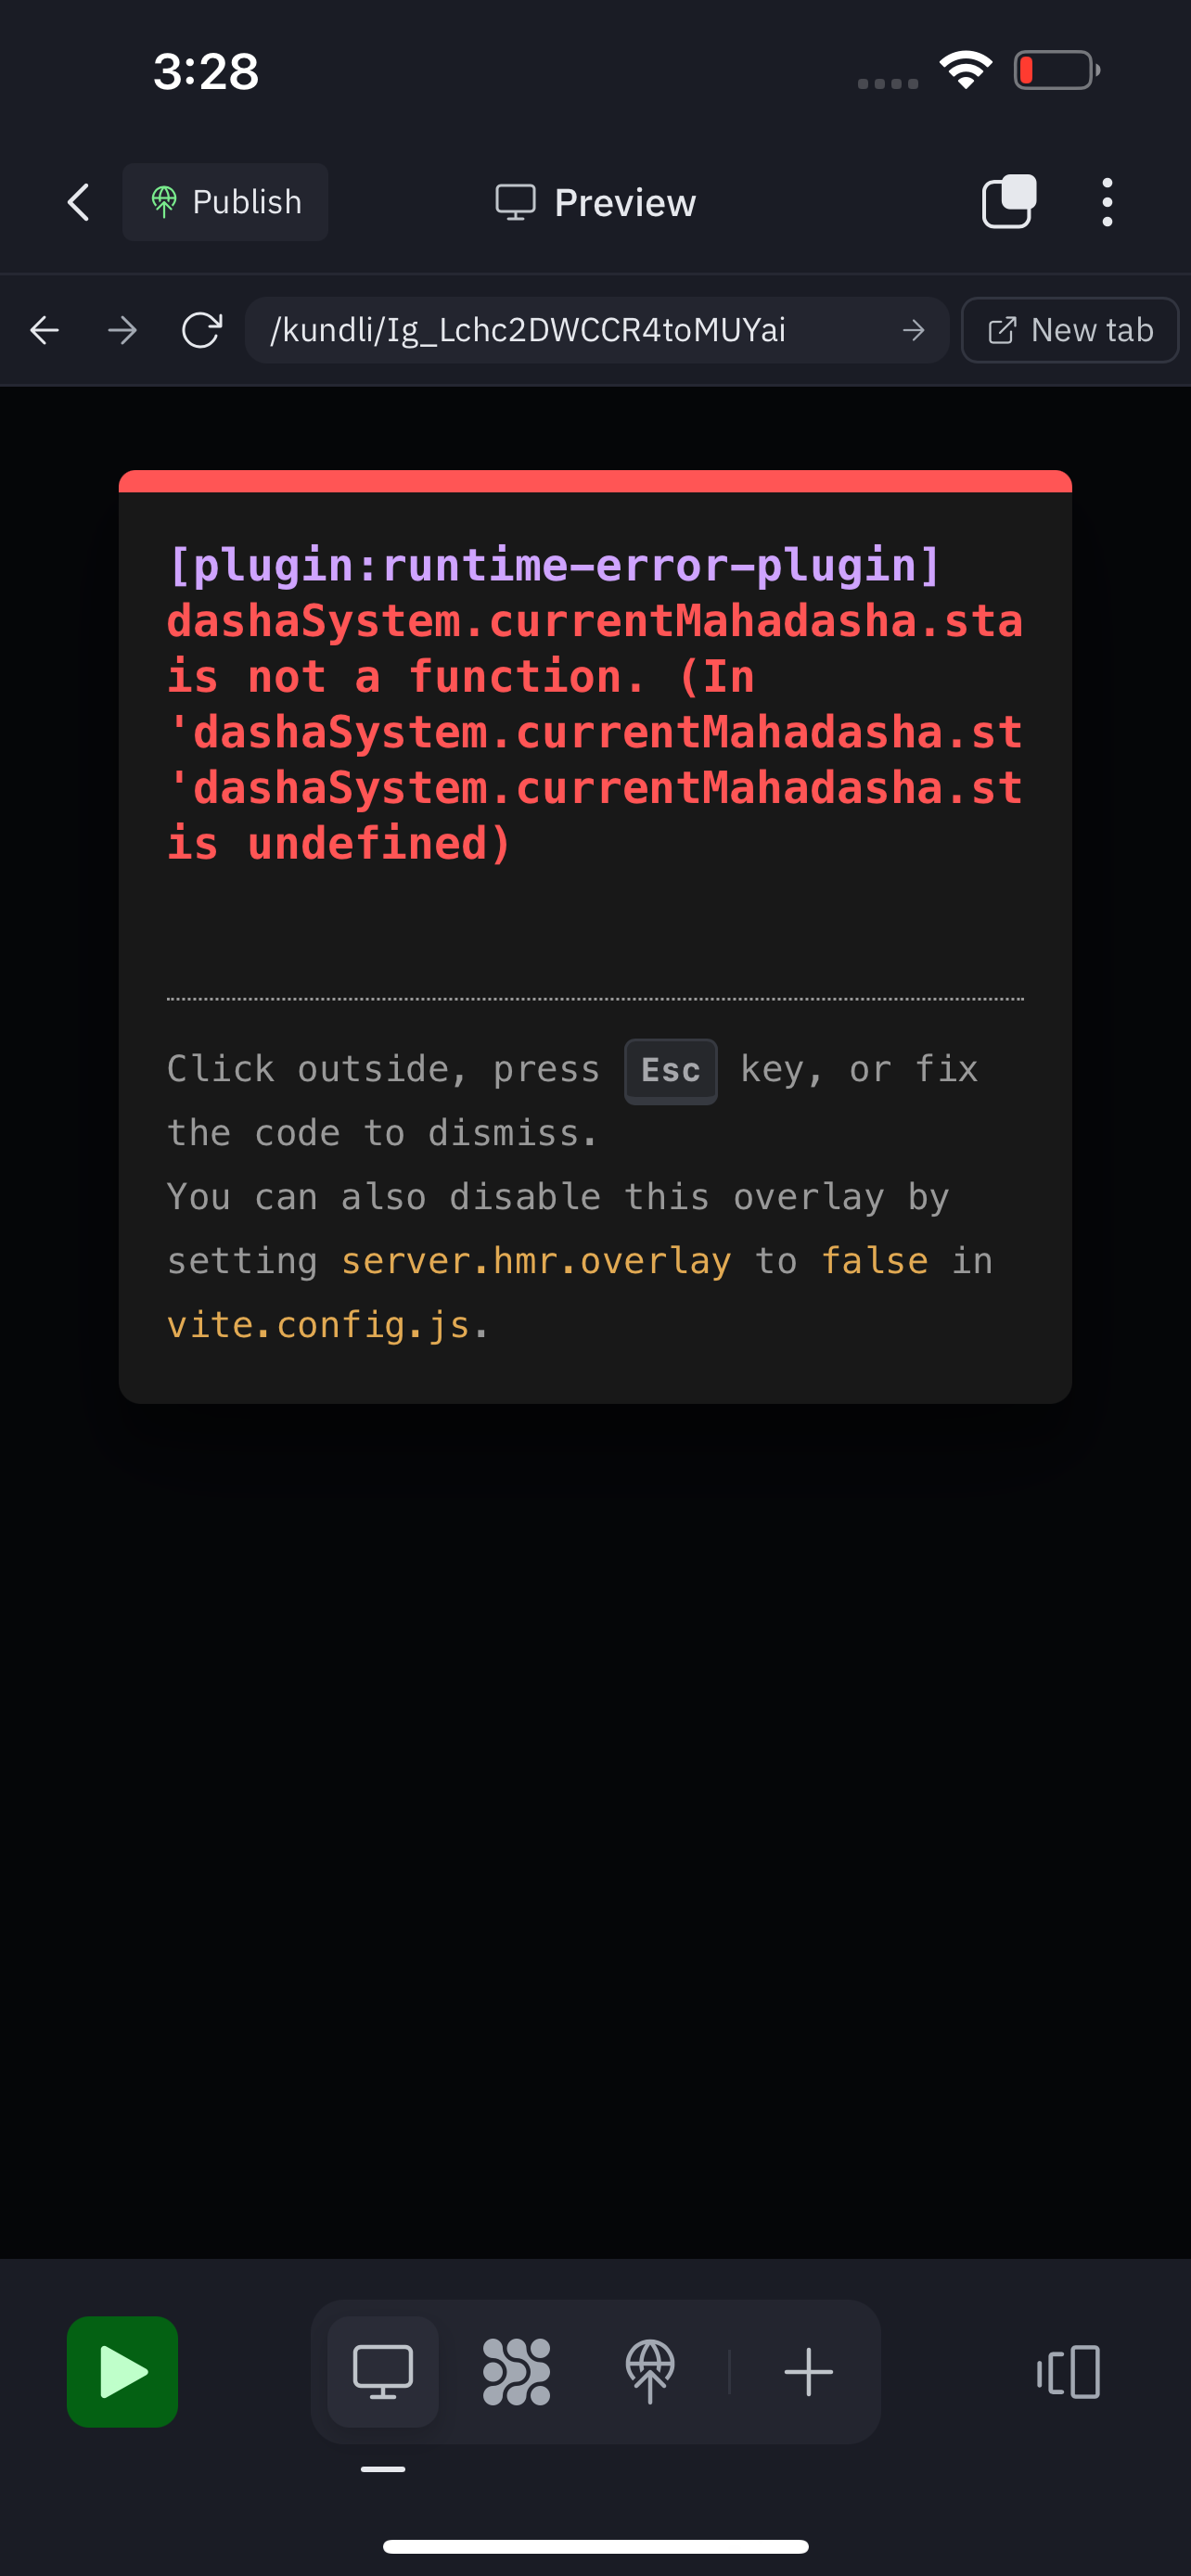 3:28
Publish
Preview
/kundli/Ig_Lchc2DWCCR4toMUYai
New tab
[plugin:runtime-error-plugin]
dashaSystem.currentMahadasha.sta
is not a function. (In
'dashaSystem.currentMahadasha.st
'dashaSystem.currentMahadasha.st
is undefined)
Click outside, press Esc key, or fix
the code to dismiss.
You can also disable this overlay by
setting server.hmr.overlay to false in
vite.config.js.